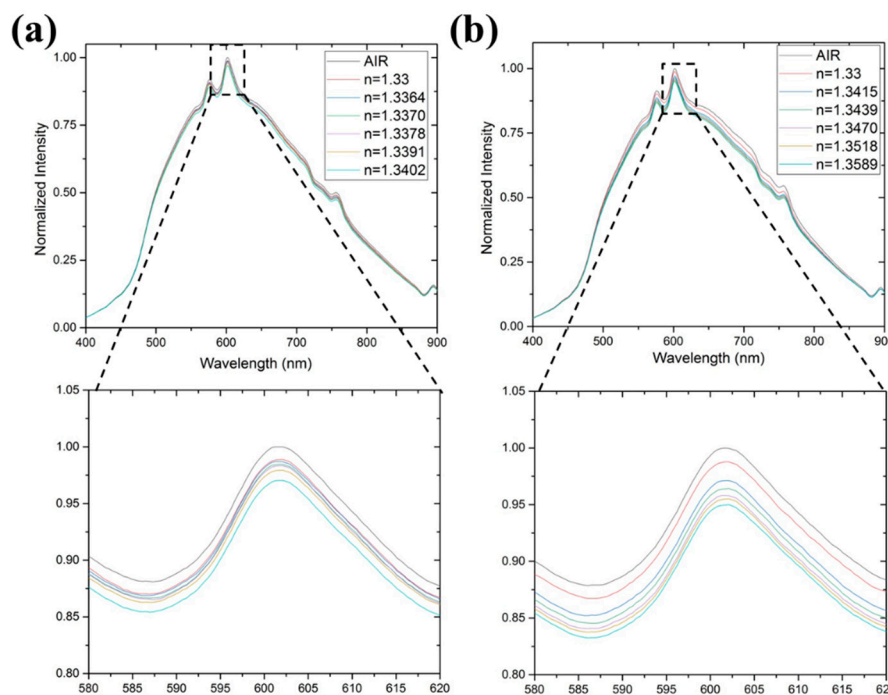 (a)
Normalized Intensity
1.00
0.75
0.50
0.25
0.00
AIR
n=1.33
n=1.3364
n=1.3370
n=1.3378
n=1.3391
n=1.3402
400 500 600 700 800 900
Wavelength (nm)
1.05
1.00
0.95
0.90
0.85
0.80
580 585 590 595 600 605 610 615 620
(b)
Normalized Intensity
1.00
0.75
0.50
0.25
0.00
AIR
n=1.33
n=1.3415
n=1.3439
n=1.3470
n=1.3518
n=1.3589
400 500 600 700 800 900
Wavelength (nm)
1.05
1.00
0.95
0.90
0.85
0.80
580 585 590 595 600 605 610 615 620